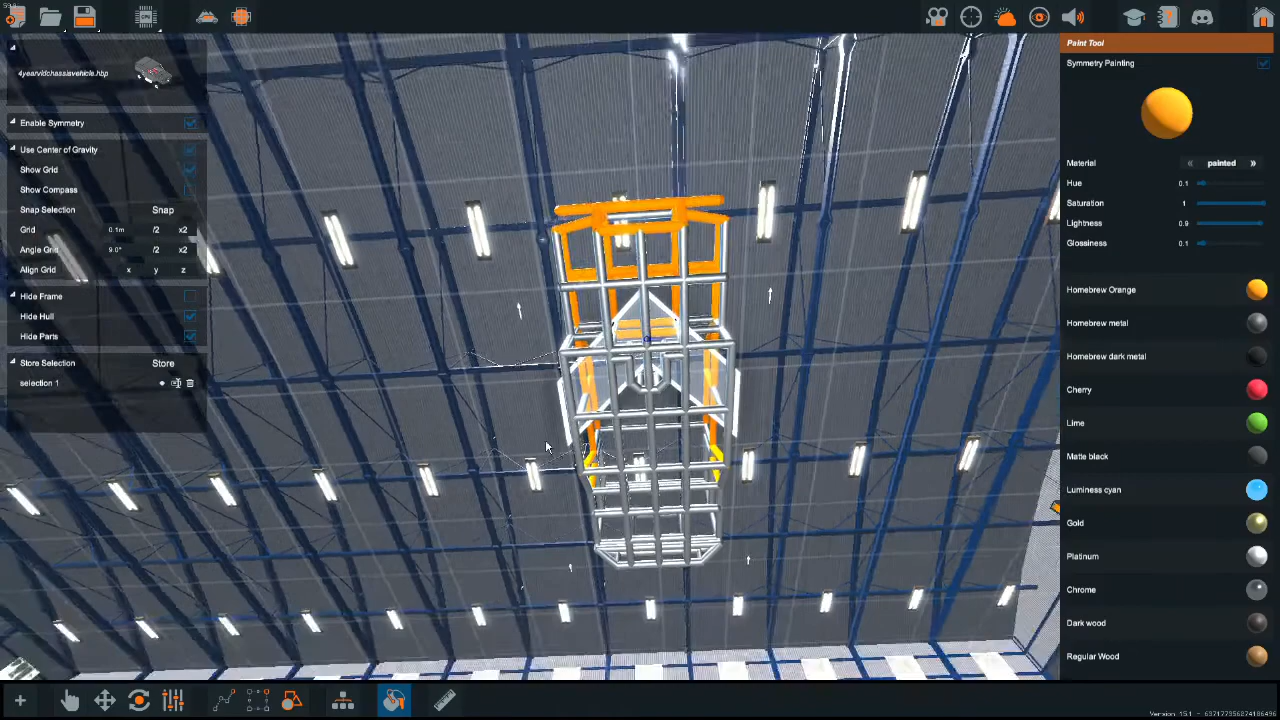 CPU
4yearvldchassisvehicle.hbp
Enable Symmetry
Use Center of Gravity
Show Grid
Show Compass
Snap Selection Snap
Grid 0.1m /2 x2
Angle Grid 9.0° /2 x2
Align Grid x y z
Hide Frame
Hide Hull
Hide Parts
Store Selection Store
selection 1
Paint Tool
Symmetry Painting
Material « painted »
Hue 0.1
Saturation 1
Lightness 0.9
Glossiness 0.1
Homebrew Orange
Homebrew metal
Homebrew dark metal
Cherry
Lime
Matte black
Luminess cyan
Gold
Platinum
Chrome
Dark wood
Regular Wood